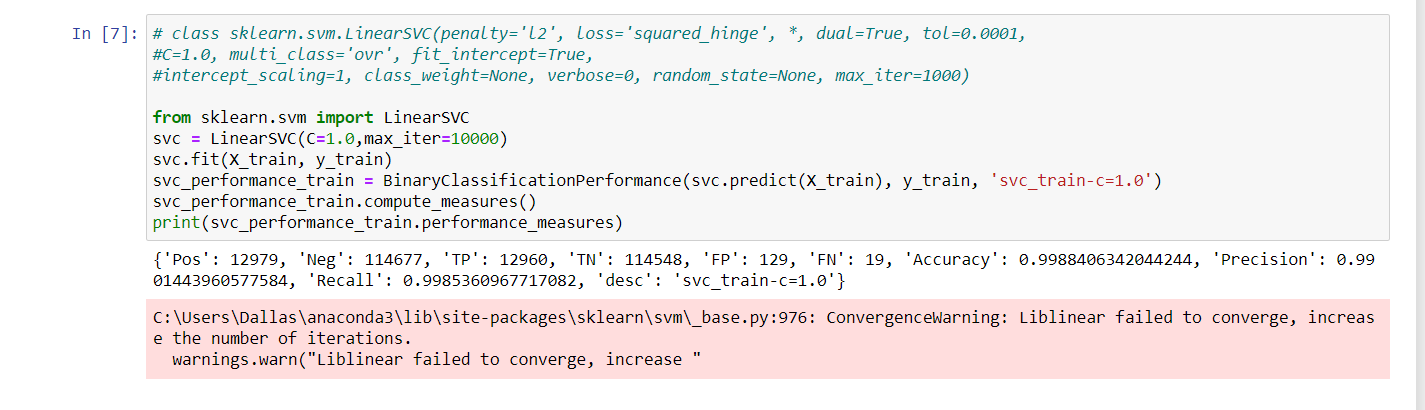 In [7]: # class sklearn.svm.LinearSVC(penalty='l2', loss='squared_hinge', *, dual=True, tol=0.0001,
#C=1.0, multi_class='ovr', fit_intercept=True,
#intercept_scaling=1, class_weight=None, verbose=0, random_state=None, max_iter=1000)
from sklearn.svm import LinearSVC
svc = LinearSVC(C=1.0,max_iter=10000)
svc.fit(X_train, y_train)
svc_performance_train = BinaryClassificationPerformance(svc.predict(X_train), y_train, 'svc_train-c=1.0')
svc_performance_train.compute_measures()
print(svc_performance_train.performance_measures)
{'Pos': 12979, 'Neg': 114677, 'TP': 12960, 'TN': 114548, 'FP': 129, 'FN': 19, 'Accuracy': 0.9988406342044244, 'Precision': 0.99
01443960577584, 'Recall': 0.9985360967717082, 'desc': 'svc_train-c=1.0'}
C:\Users\Dallas\anaconda3\lib\site-packages\sklearn\svm\_base.py:976: ConvergenceWarning: Liblinear failed to converge, increas
e the number of iterations.
warnings.warn("Liblinear failed to converge, increase "